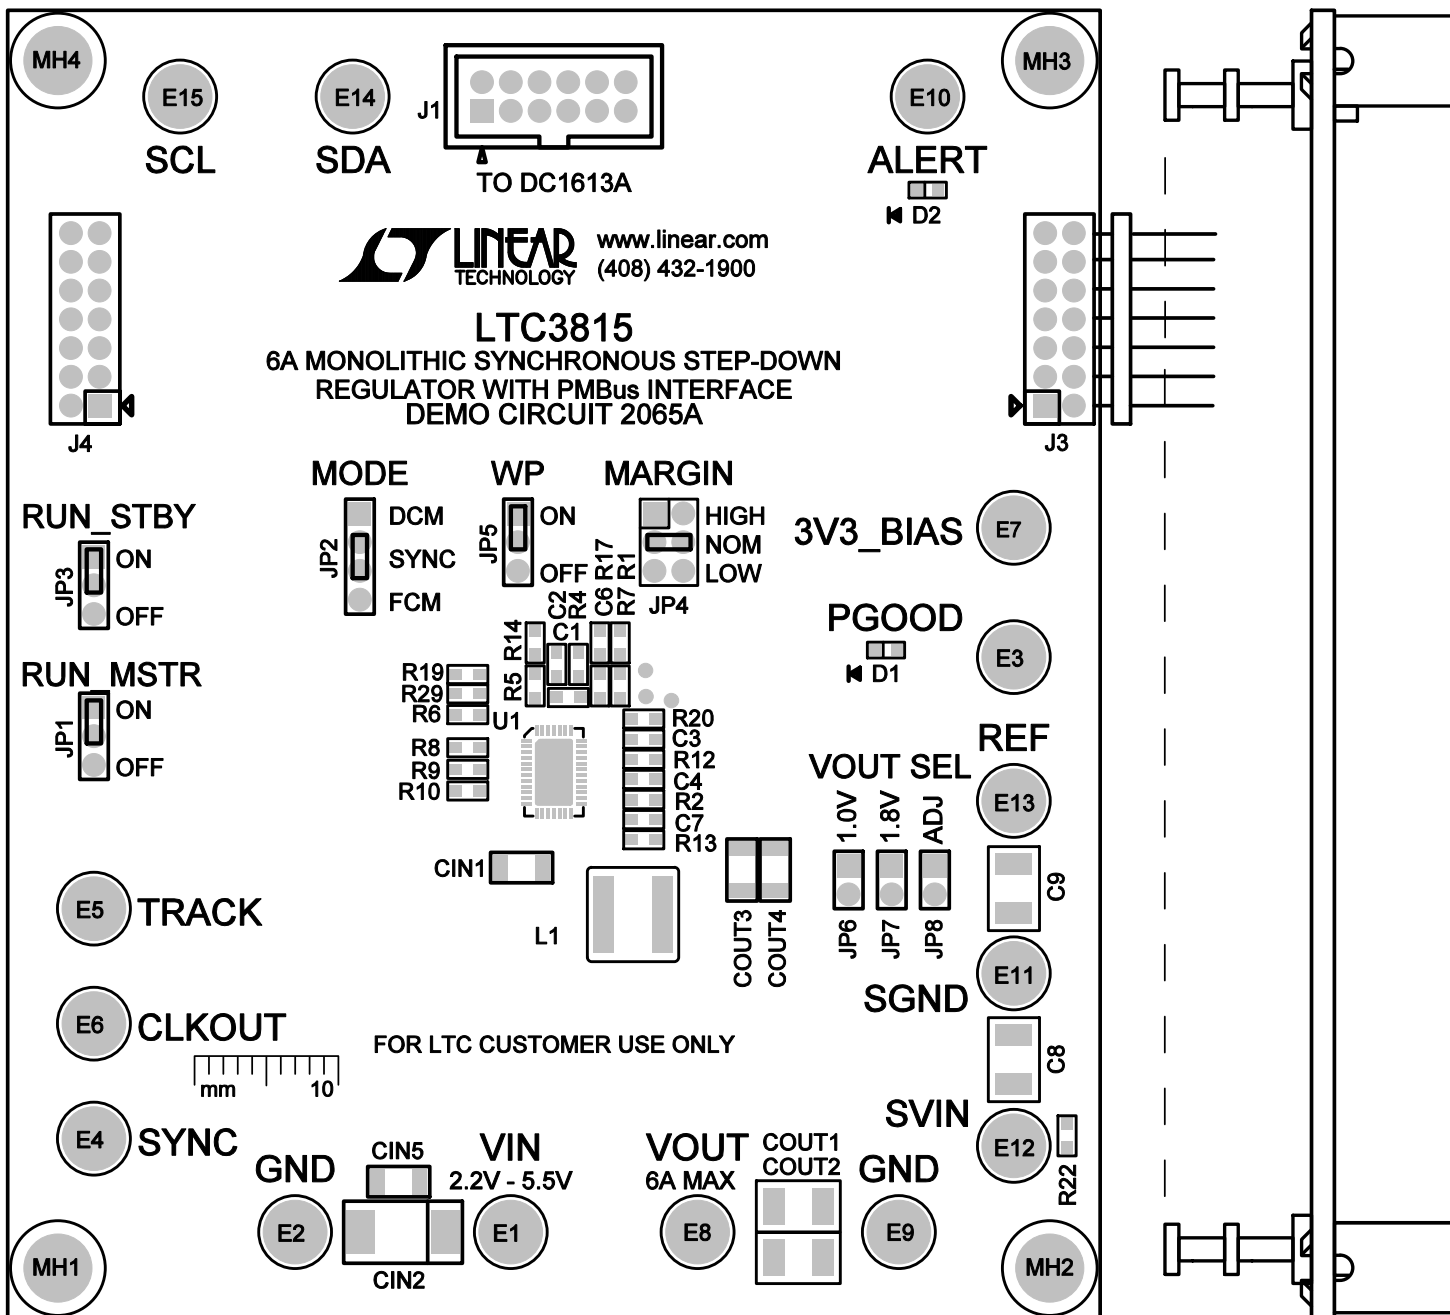 MH4
MH3
E15
E14
J1
E10
SCL
SDA
TO DC1613A
ALERT
D2
LINEAR
TECHNOLOGY
www.linear.com
(408) 432-1900
LTC3815
6A MONOLITHIC SYNCHRONOUS STEP-DOWN
REGULATOR WITH PMBus INTERFACE
DEMO CIRCUIT 2065A
J4
J3
MODE
WP
MARGIN
RUN_STBY
JP3
ON
OFF
JP2
DCM
SYNC
FCM
JP5
ON
OFF
HIGH
NOM
LOW
JP4
3V3_BIAS
E7
R17
R1
C2
R4
C6
R7
C1
R14
R5
PGOOD
E3
D1
RUN_MSTR
JP1
ON
OFF
R19
R29
R6
U1
R8
R9
R10
R20
C3
R12
C4
R2
C7
R13
REF
VOUT SEL
E13
1.0V
1.8V
ADJ
JP6
JP7
JP8
C9
CIN1
L1
COUT3
COUT4
E5
TRACK
E11
SGND
E6
CLKOUT
mm
10
FOR LTC CUSTOMER USE ONLY
C8
E4
SYNC
SVIN
E12
R22
GND
CIN5
VIN
2.2V - 5.5V
VOUT
6A MAX
COUT1
COUT2
GND
E2
E1
E8
E9
CIN2
MH1
MH2